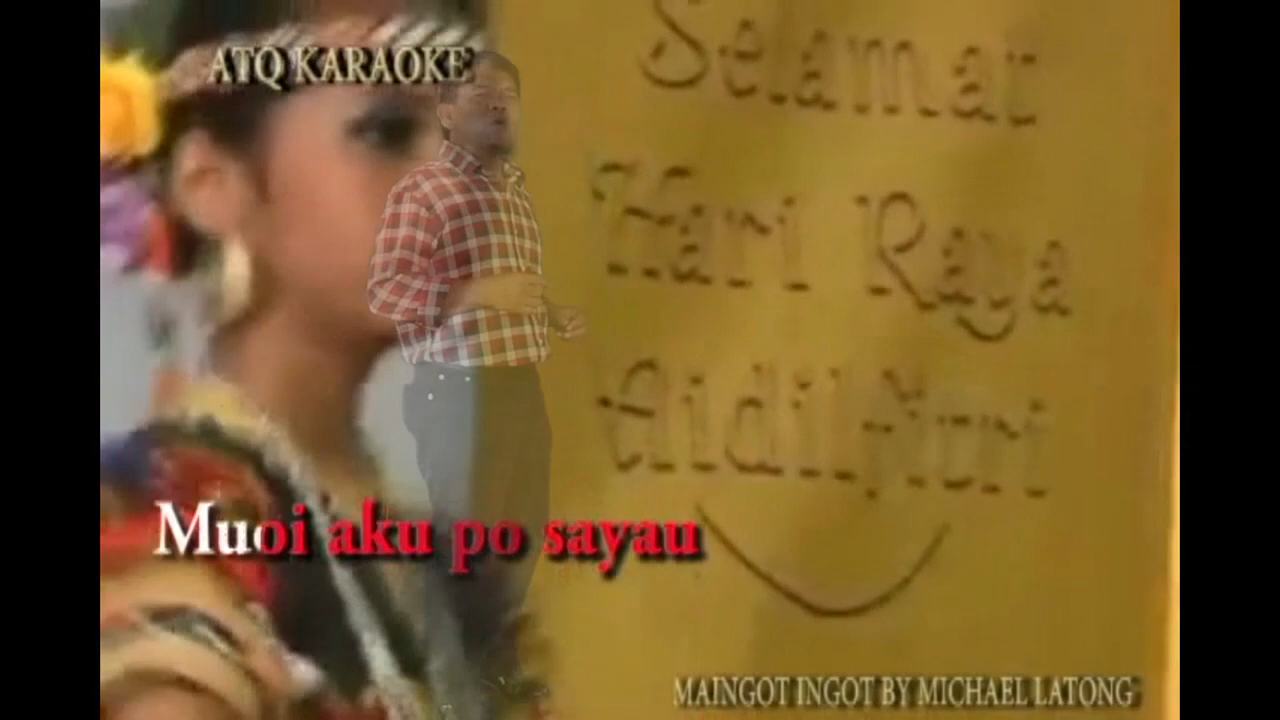 ATQ KARAOKE
Selamat
Hari Raya
Aidilfitri
Muoi aku po sayau
MAINGOT INGOT BY MICHAEL LATONG